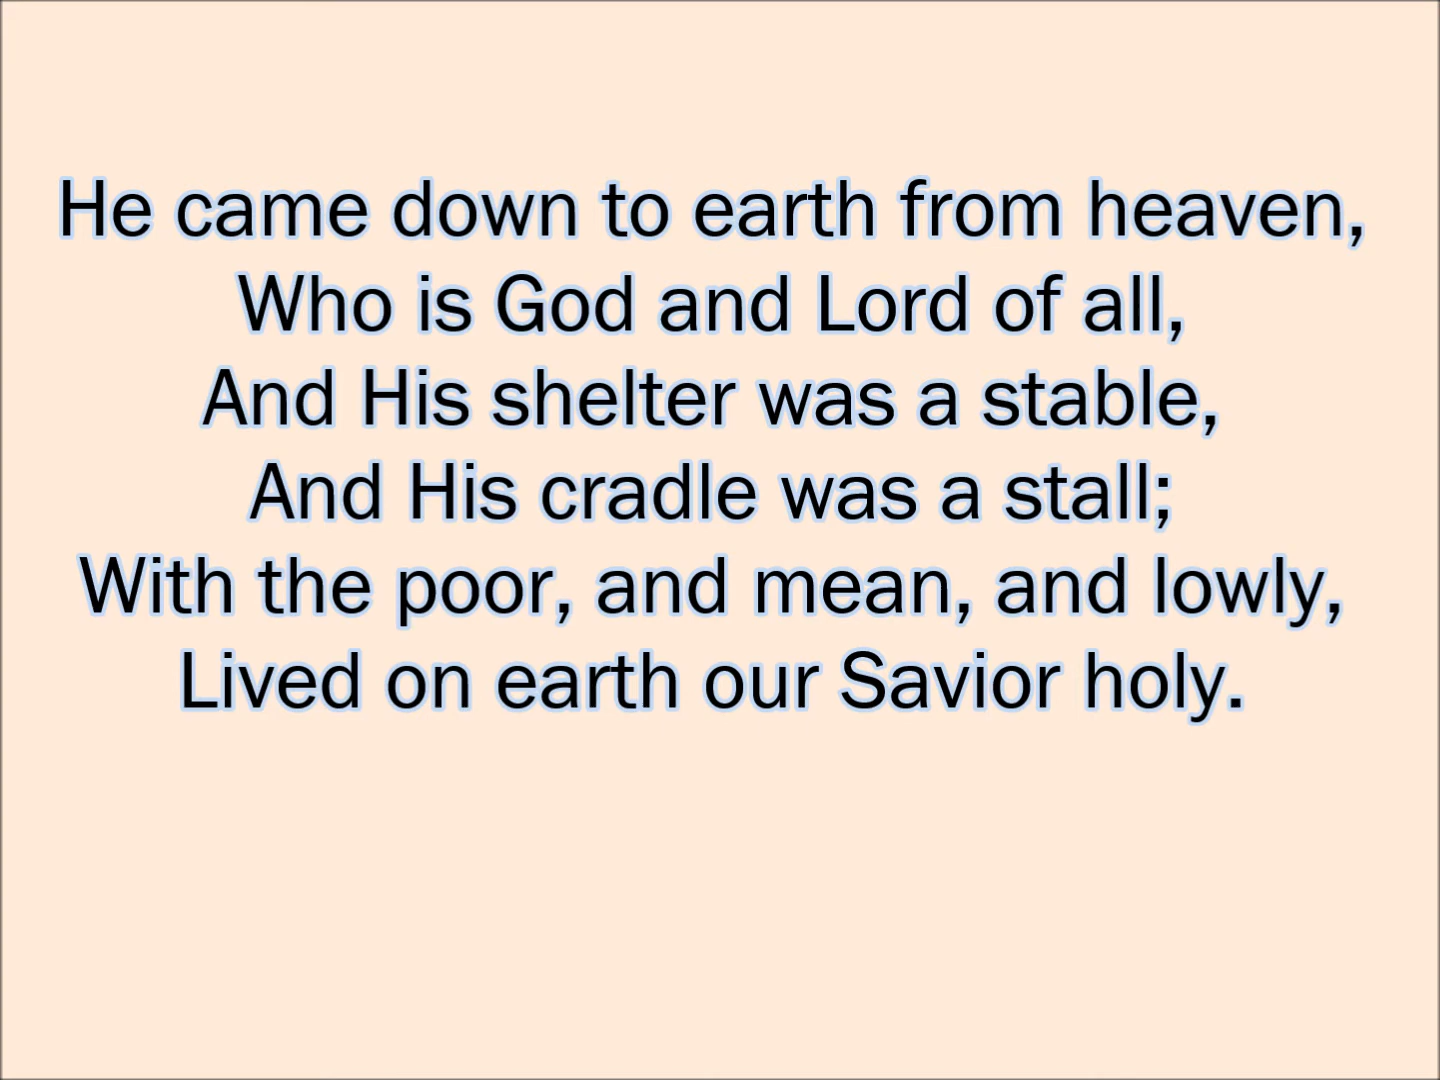 He came down to earth from heaven,
Who is God and Lord of all,
And His shelter was a stable,
And His cradle was a stall;
With the poor, and mean, and lowly,
Lived on earth our Savior holy.